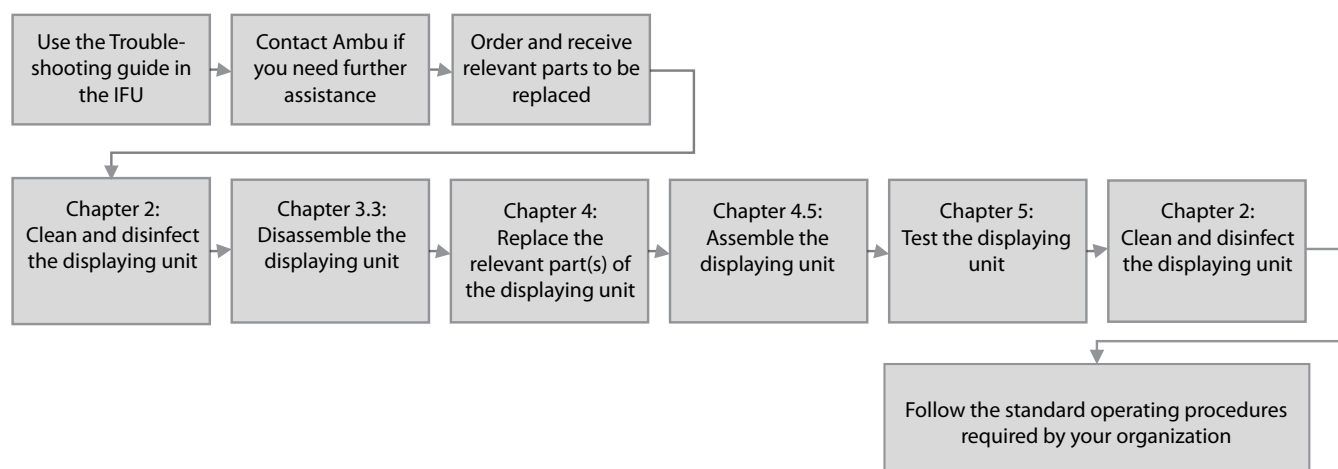 Use the Trouble-
shooting guide in
the IFU
Contact Ambu if
you need further
assistance
Order and receive
relevant parts to be
replaced
Chapter 2:
Clean and disinfect
the displaying unit
Chapter 3.3:
Disassemble the
displaying unit
Chapter 4:
Replace the
relevant part(s) of
the displaying unit
Chapter 4.5:
Assemble the
displaying unit
Chapter 5:
Test the displaying
unit
Chapter 2:
Clean and disinfect
the displaying unit
Follow the standard operating procedures
required by your organization